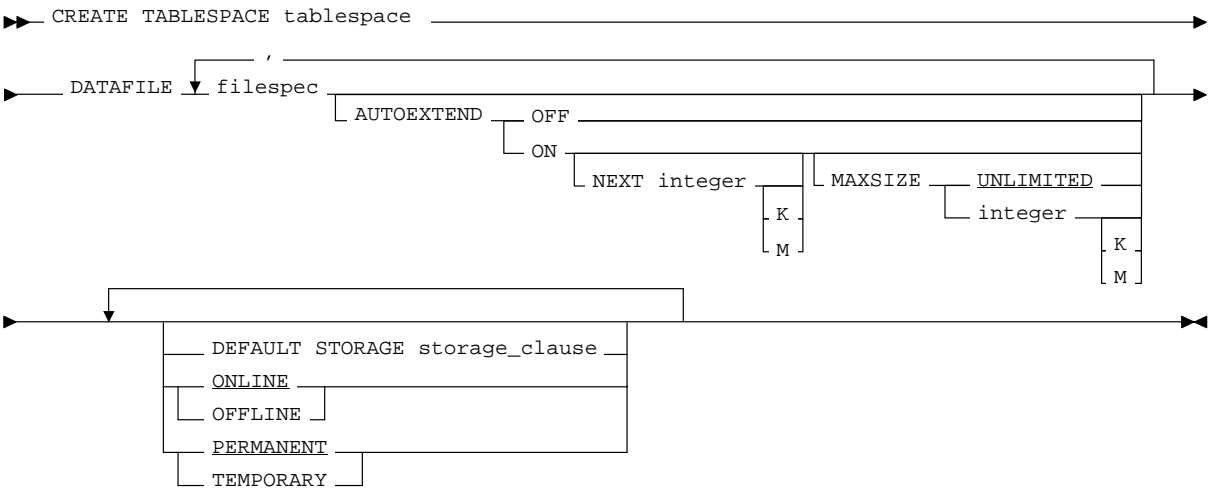 CREATE TABLESPACE tablespace
,
DATAFILE filespec
AUTOEXTEND OFF
ON
NEXT integer MAXSIZE UNLIMITED
K integer
M K
M
DEFAULT STORAGE storage_clause
ONLINE
OFFLINE
PERMANENT
TEMPORARY